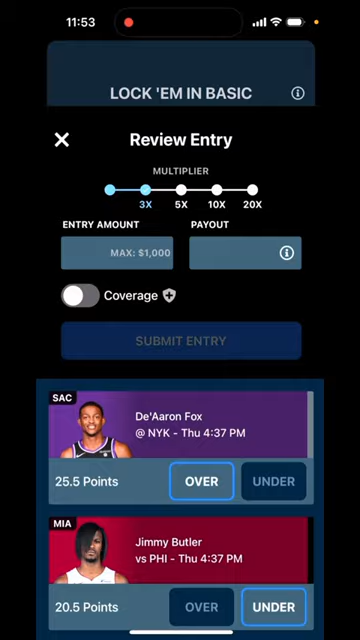 11:53
LOCK 'EM IN BASIC
Review Entry
MULTIPLIER
3X 5X 10X 20X
ENTRY AMOUNT PAYOUT
MAX: $1,000
Coverage
SUBMIT ENTRY
SAC
De'Aaron Fox
@ NYK - Thu 4:37 PM
25.5 Points OVER UNDER
MIA
Jimmy Butler
vs PHI - Thu 4:37 PM
20.5 Points OVER UNDER